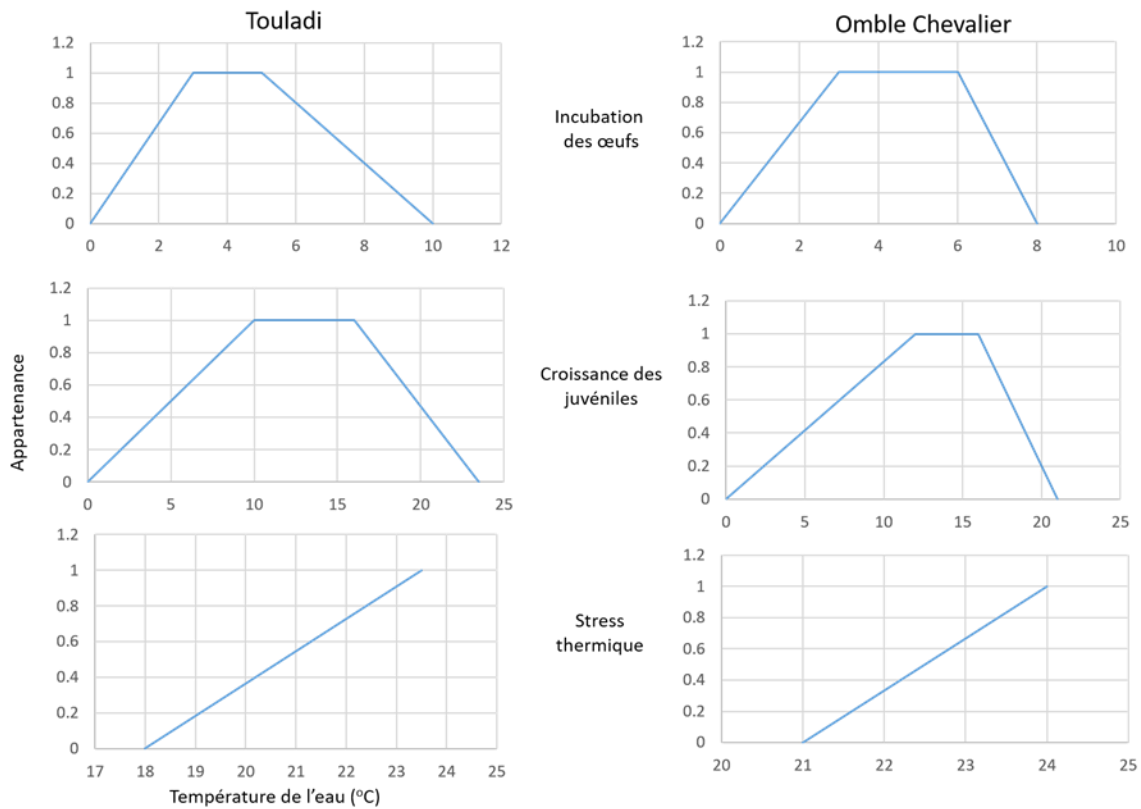 Touladi
Omble Chevalier
1.2
1
0.8
0.6
0.4
0.2
0
0 2 4 6 8 10 12
Incubation
des œufs
1.2
1
0.8
0.6
0.4
0.2
0
0 2 4 6 8 10
Appartenance
1.2
1
0.8
0.6
0.4
0.2
0
0 5 10 15 20 25
Croissance des
juvéniles
1.2
1
0.8
0.6
0.4
0.2
0
0 5 10 15 20 25
1.2
1
0.8
0.6
0.4
0.2
0
17 18 19 20 21 22 23 24 25
Température de l'eau (°C)
Stress
thermique
1.2
1
0.8
0.6
0.4
0.2
0
20 21 22 23 24 25